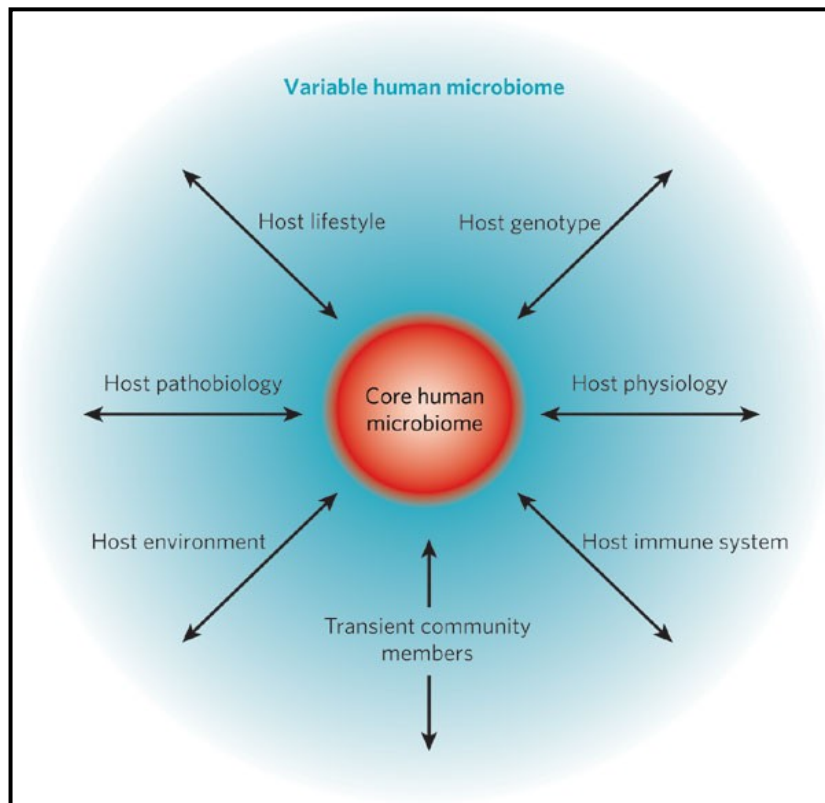 Variable human microbiome
Host lifestyle
Host genotype
Host pathobiology
Core human
microbiome
Host physiology
Host environment
Host immune system
Transient community
members